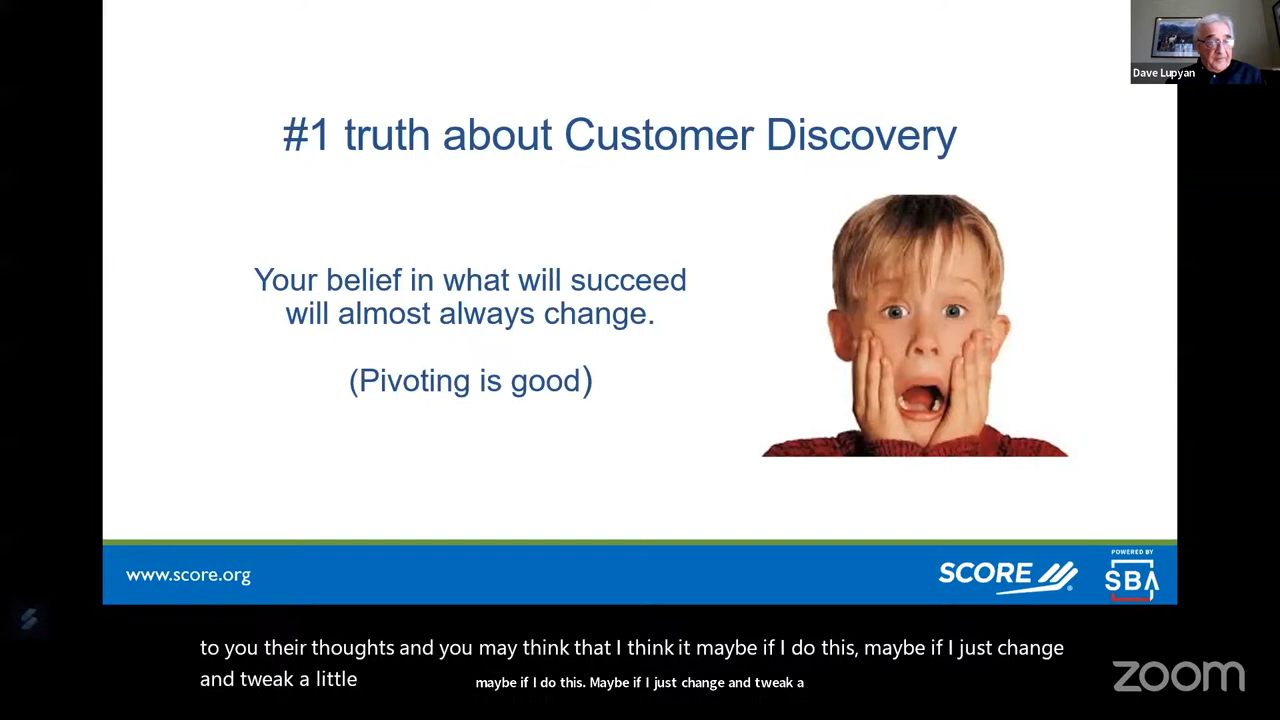 Dave Lupyan
#1 truth about Customer Discovery
Your belief in what will succeed
will almost always change.
(Pivoting is good)
www.score.org
SCORE
®
POWERED BY
SBA
to you their thoughts and you may think that I think it maybe if I do this, maybe if I just change
and tweak a little
maybe if I do this. Maybe if I just change and tweak a
zoom